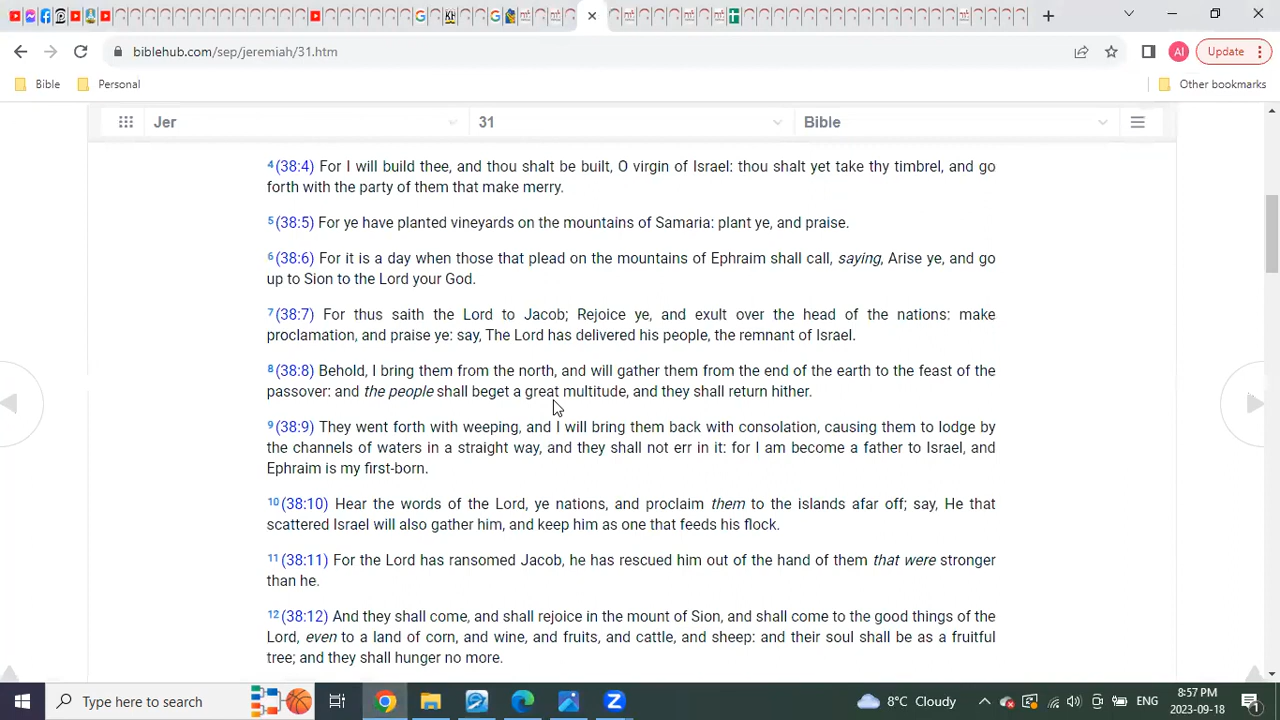 biblehub.com/sep/jeremiah/31.htm
AI
Update
Bible
Personal
Other bookmarks
Jer
31
Bible
4 (38:4) For I will build thee, and thou shalt be built, O virgin of Israel: thou shalt yet take thy timbrel, and go
forth with the party of them that make merry.
5 (38:5) For ye have planted vineyards on the mountains of Samaria: plant ye, and praise.
6 (38:6) For it is a day when those that plead on the mountains of Ephraim shall call, saying, Arise ye, and go
up to Sion to the Lord your God.
7 (38:7) For thus saith the Lord to Jacob; Rejoice ye, and exult over the head of the nations: make
proclamation, and praise ye: say, The Lord has delivered his people, the remnant of Israel.
8 (38:8) Behold, I bring them from the north, and will gather them from the end of the earth to the feast of the
passover: and the people shall beget a great multitude, and they shall return hither.
9 (38:9) They went forth with weeping, and I will bring them back with consolation, causing them to lodge by
the channels of waters in a straight way, and they shall not err in it: for I am become a father to Israel, and
Ephraim is my first-born.
10 (38:10) Hear the words of the Lord, ye nations, and proclaim them to the islands afar off; say, He that
scattered Israel will also gather him, and keep him as one that feeds his flock.
11 (38:11) For the Lord has ransomed Jacob, he has rescued him out of the hand of them that were stronger
than he.
12 (38:12) And they shall come, and shall rejoice in the mount of Sion, and shall come to the good things of the
Lord, even to a land of corn, and wine, and fruits, and cattle, and sheep: and their soul shall be as a fruitful
tree; and they shall hunger no more.
Type here to search
8°C Cloudy
ENG
8:57 PM
2023-09-18
1